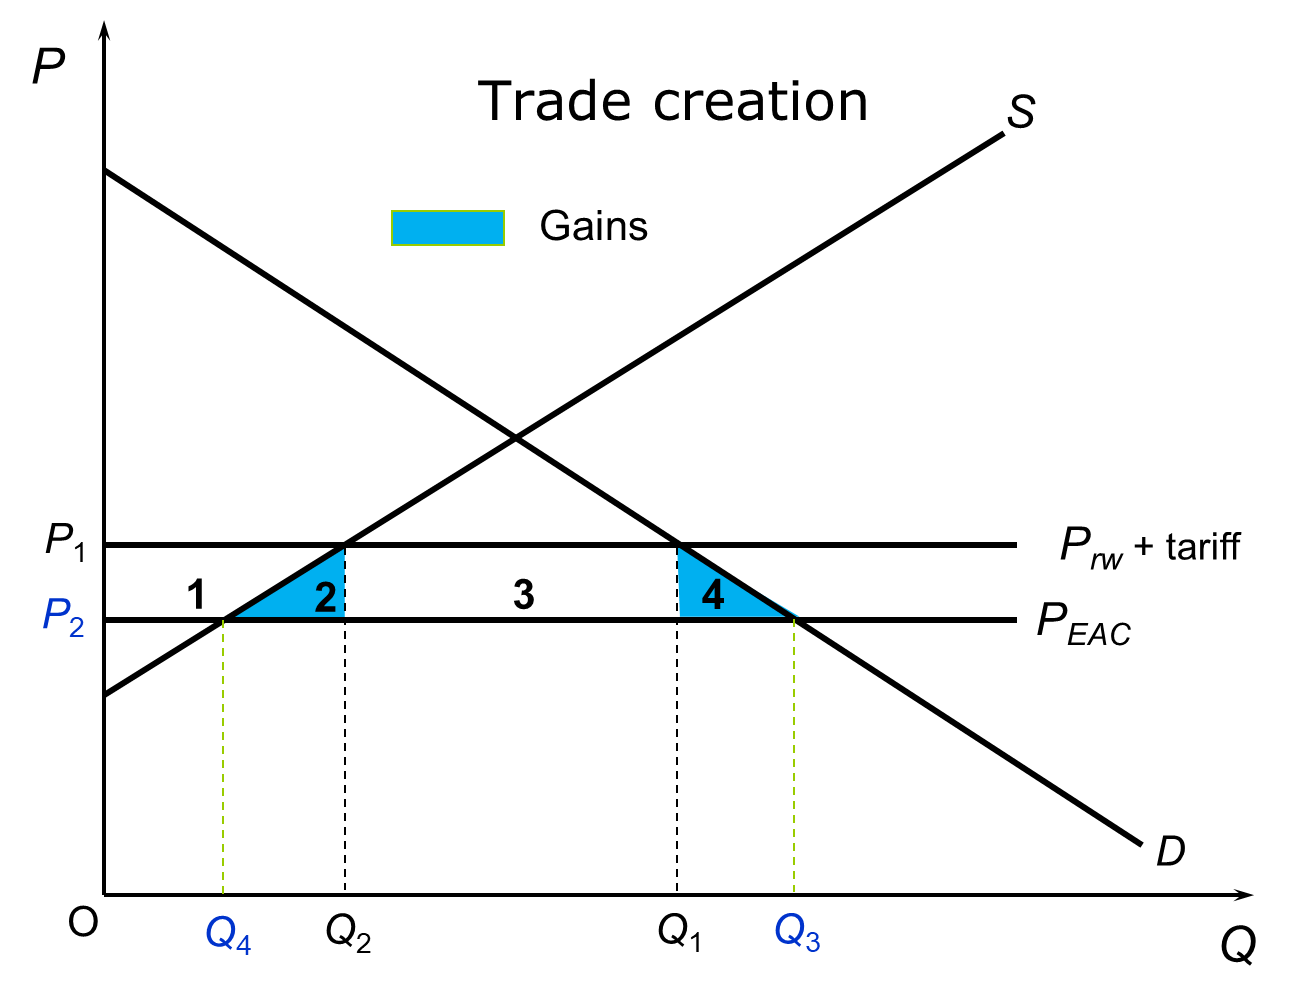 P
Trade creation
S
Gains
P1
Prw + tariff
1
2
3
4
P2
PEAC
D
O
Q4
Q2
Q1
Q3
Q